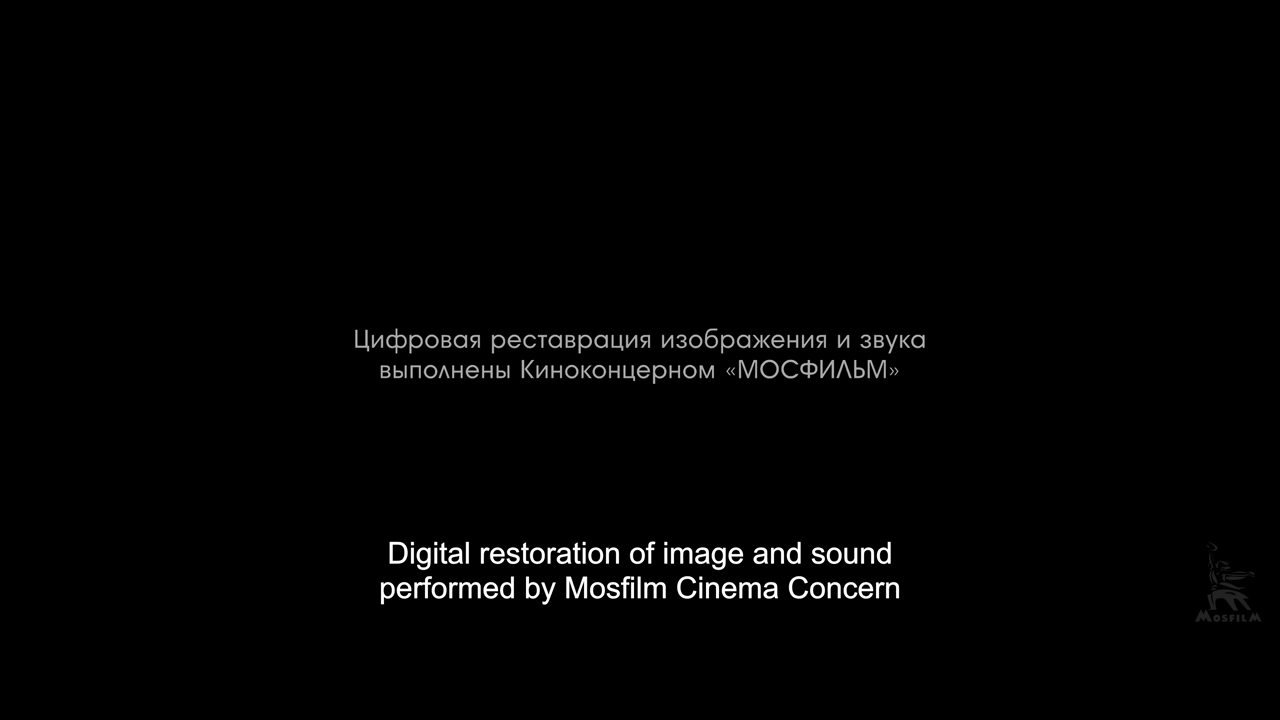 Цифровая реставрация изображения и звука
выполнены Киноконцерном «МОСФИЛЬМ»
Digital restoration of image and sound
performed by Mosfilm Cinema Concern
MOSFILM